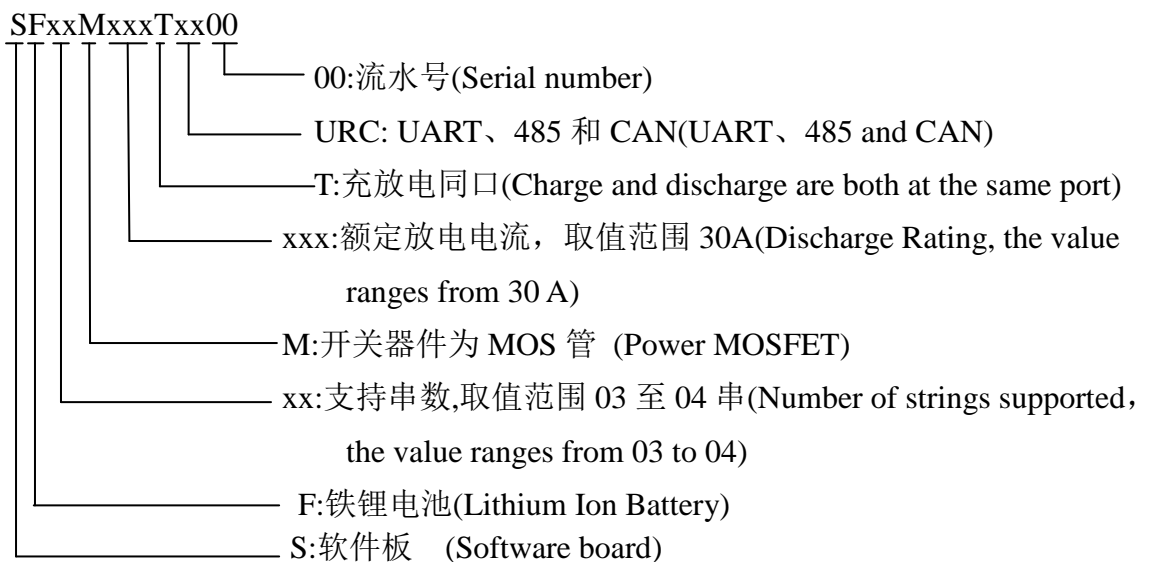 SFxxMxxxTxx00
00:流水号(Serial number)
URC: UART、485 和 CAN(UART、485 and CAN)
T:充放电同口(Charge and discharge are both at the same port)
xxx:额定放电电流，取值范围 30A(Discharge Rating, the value
ranges from 30 A)
M:开关器件为 MOS 管 (Power MOSFET)
xx:支持串数,取值范围 03 至 04 串(Number of strings supported，
the value ranges from 03 to 04)
F:铁锂电池(Lithium Ion Battery)
S:软件板 (Software board)